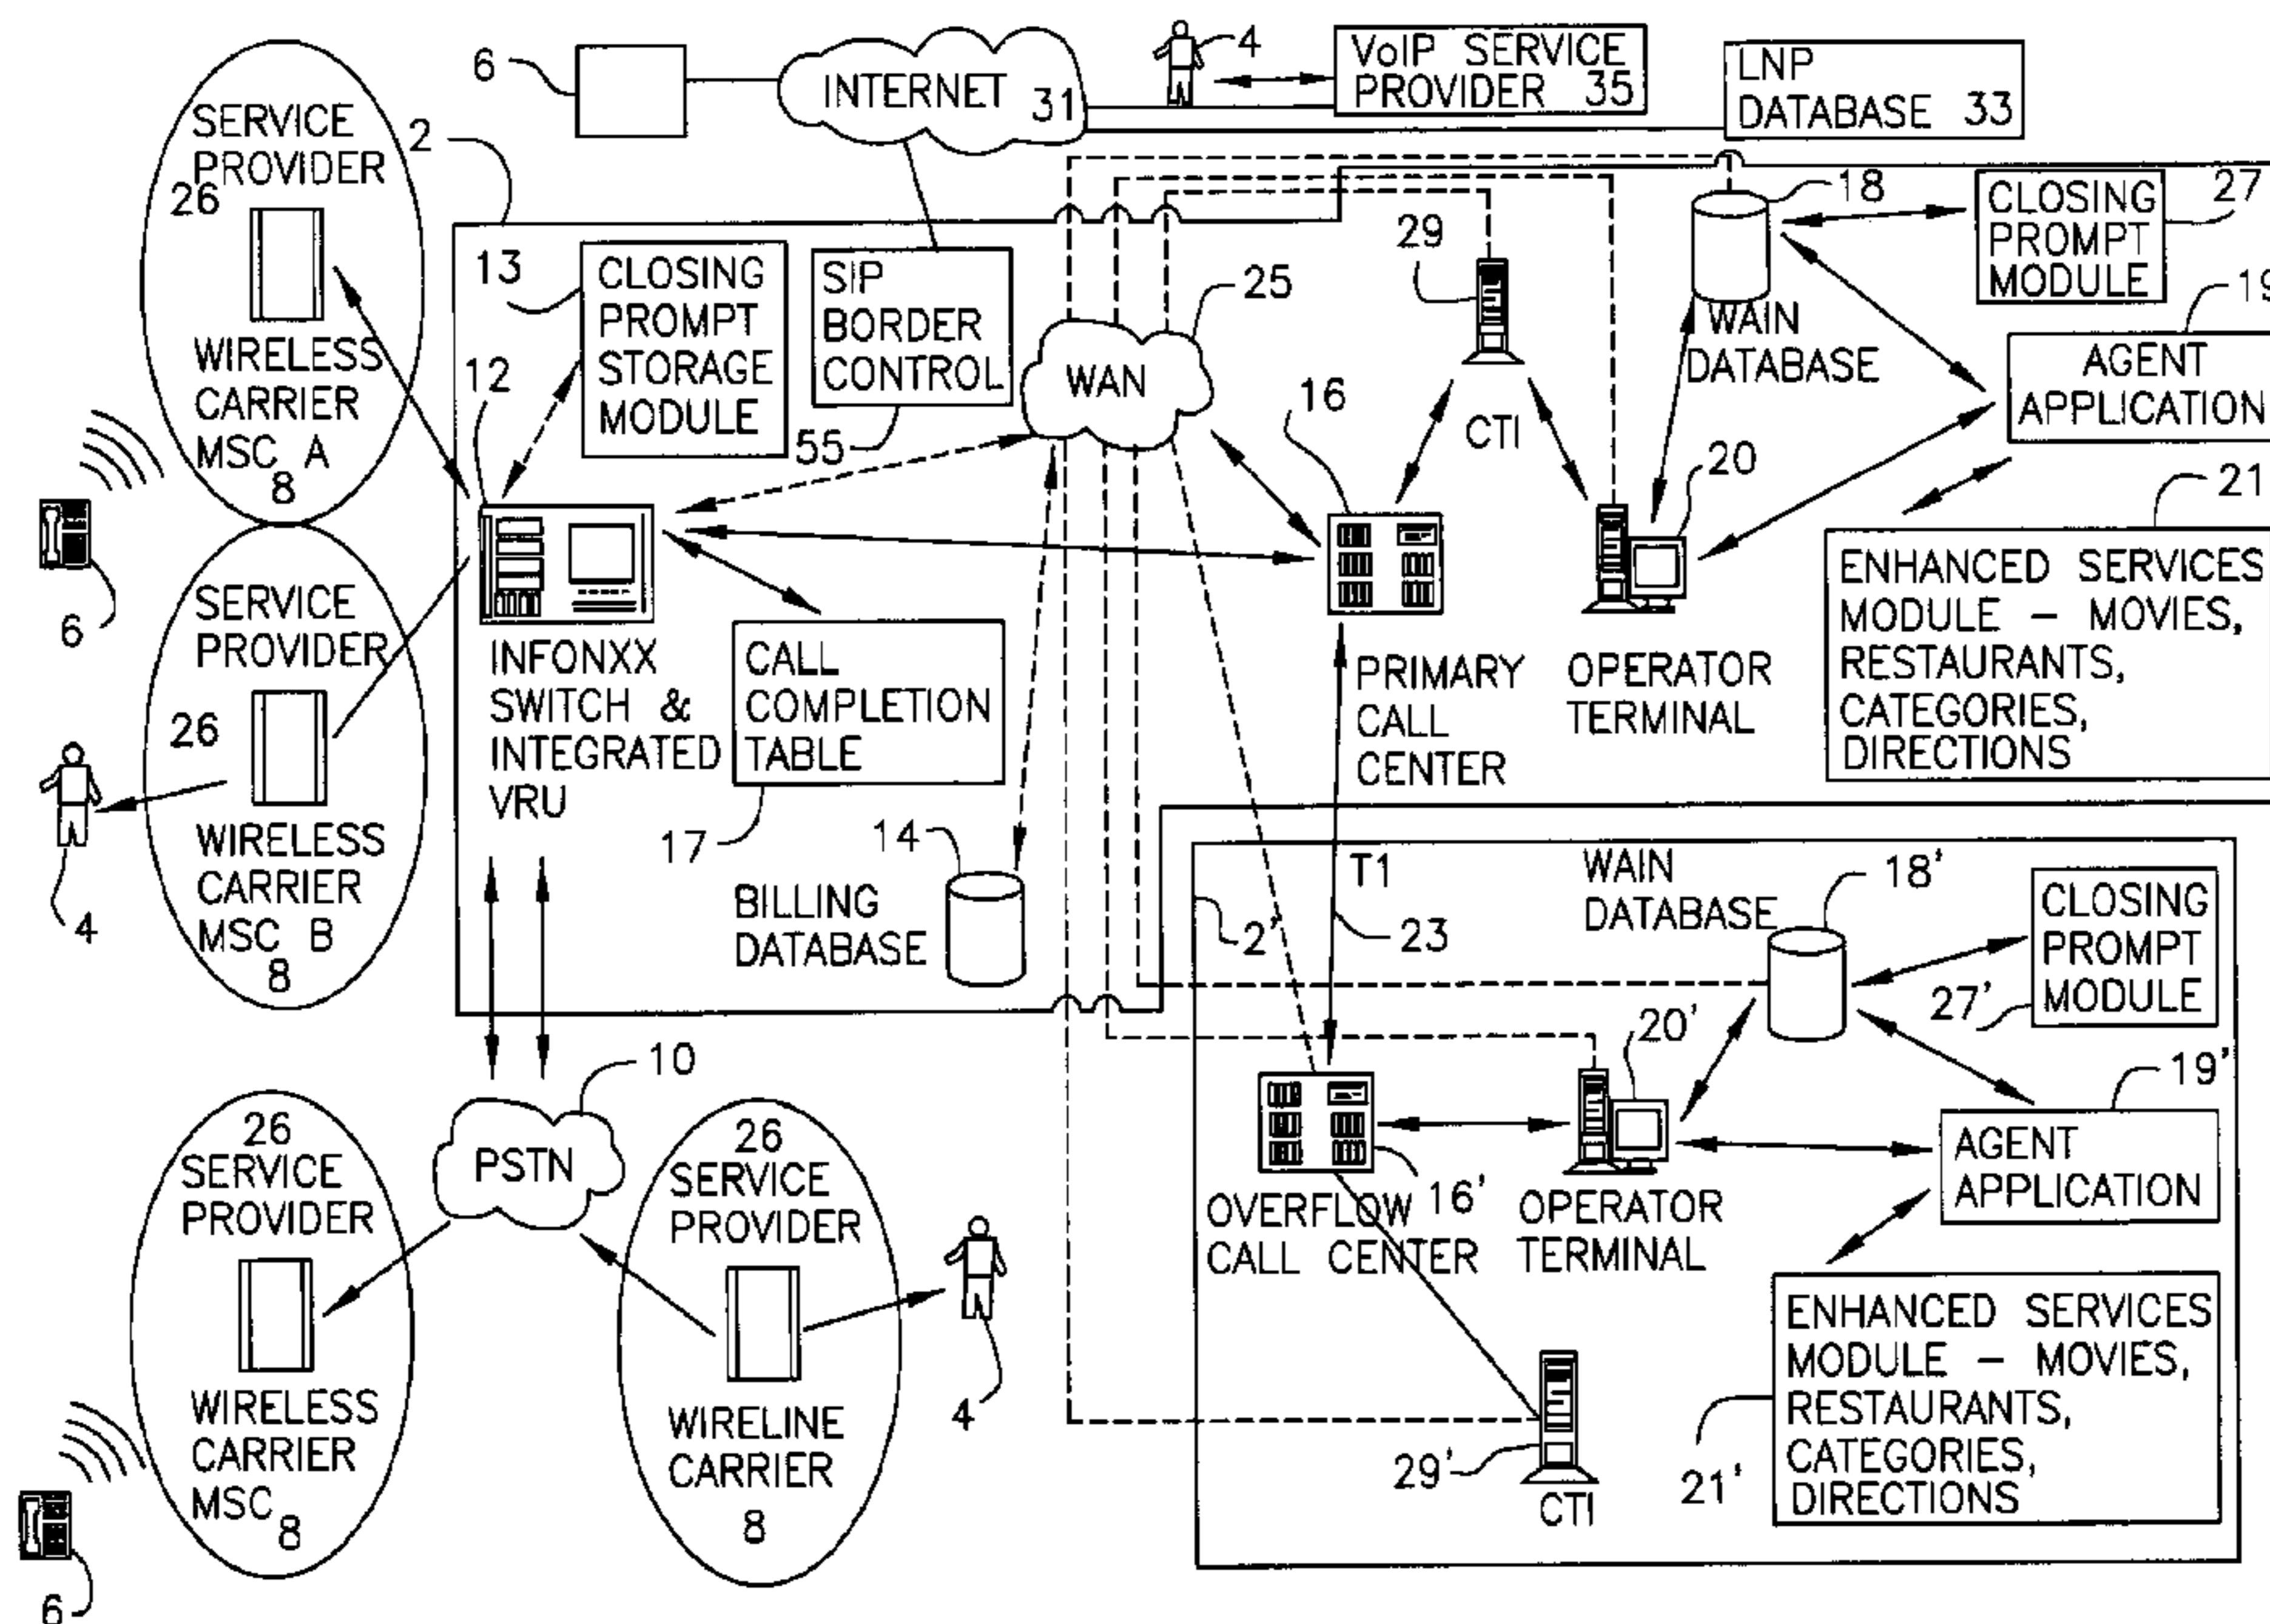 6
INTERNET 31
4
VoIP SERVICE
PROVIDER 35
LNP
DATABASE 33
SERVICE
PROVIDER
26
WIRELESS
CARRIER
MSC A
8
2
13
CLOSING
PROMPT
STORAGE
MODULE
SIP
BORDER
CONTROL
55
WAN
25
29
CTI
18
WAIN
DATABASE
CLOSING
PROMPT
MODULE
27
19
AGENT
APPLICATION
12
INFONXX
SWITCH &
INTEGRATED
VRU
CALL
COMPLETION
TABLE
17
16
PRIMARY
CALL
CENTER
20
OPERATOR
TERMINAL
21
ENHANCED SERVICES
MODULE – MOVIES,
RESTAURANTS,
CATEGORIES,
DIRECTIONS
6
SERVICE
PROVIDER
26
WIRELESS
CARRIER
MSC B
8
4
14
BILLING
DATABASE
T1
23
2'
WAIN
DATABASE
18'
CLOSING
PROMPT
MODULE
27'
20'
19'
AGENT
APPLICATION
16'
OVERFLOW
CALL CENTER
OPERATOR
TERMINAL
ENHANCED SERVICES
MODULE – MOVIES,
RESTAURANTS,
CATEGORIES,
DIRECTIONS
21'
29'
CTI
10
PSTN
26
SERVICE
PROVIDER
WIRELESS
CARRIER
MSC
8
6
26
SERVICE
PROVIDER
WIRELINE
CARRIER
8
4